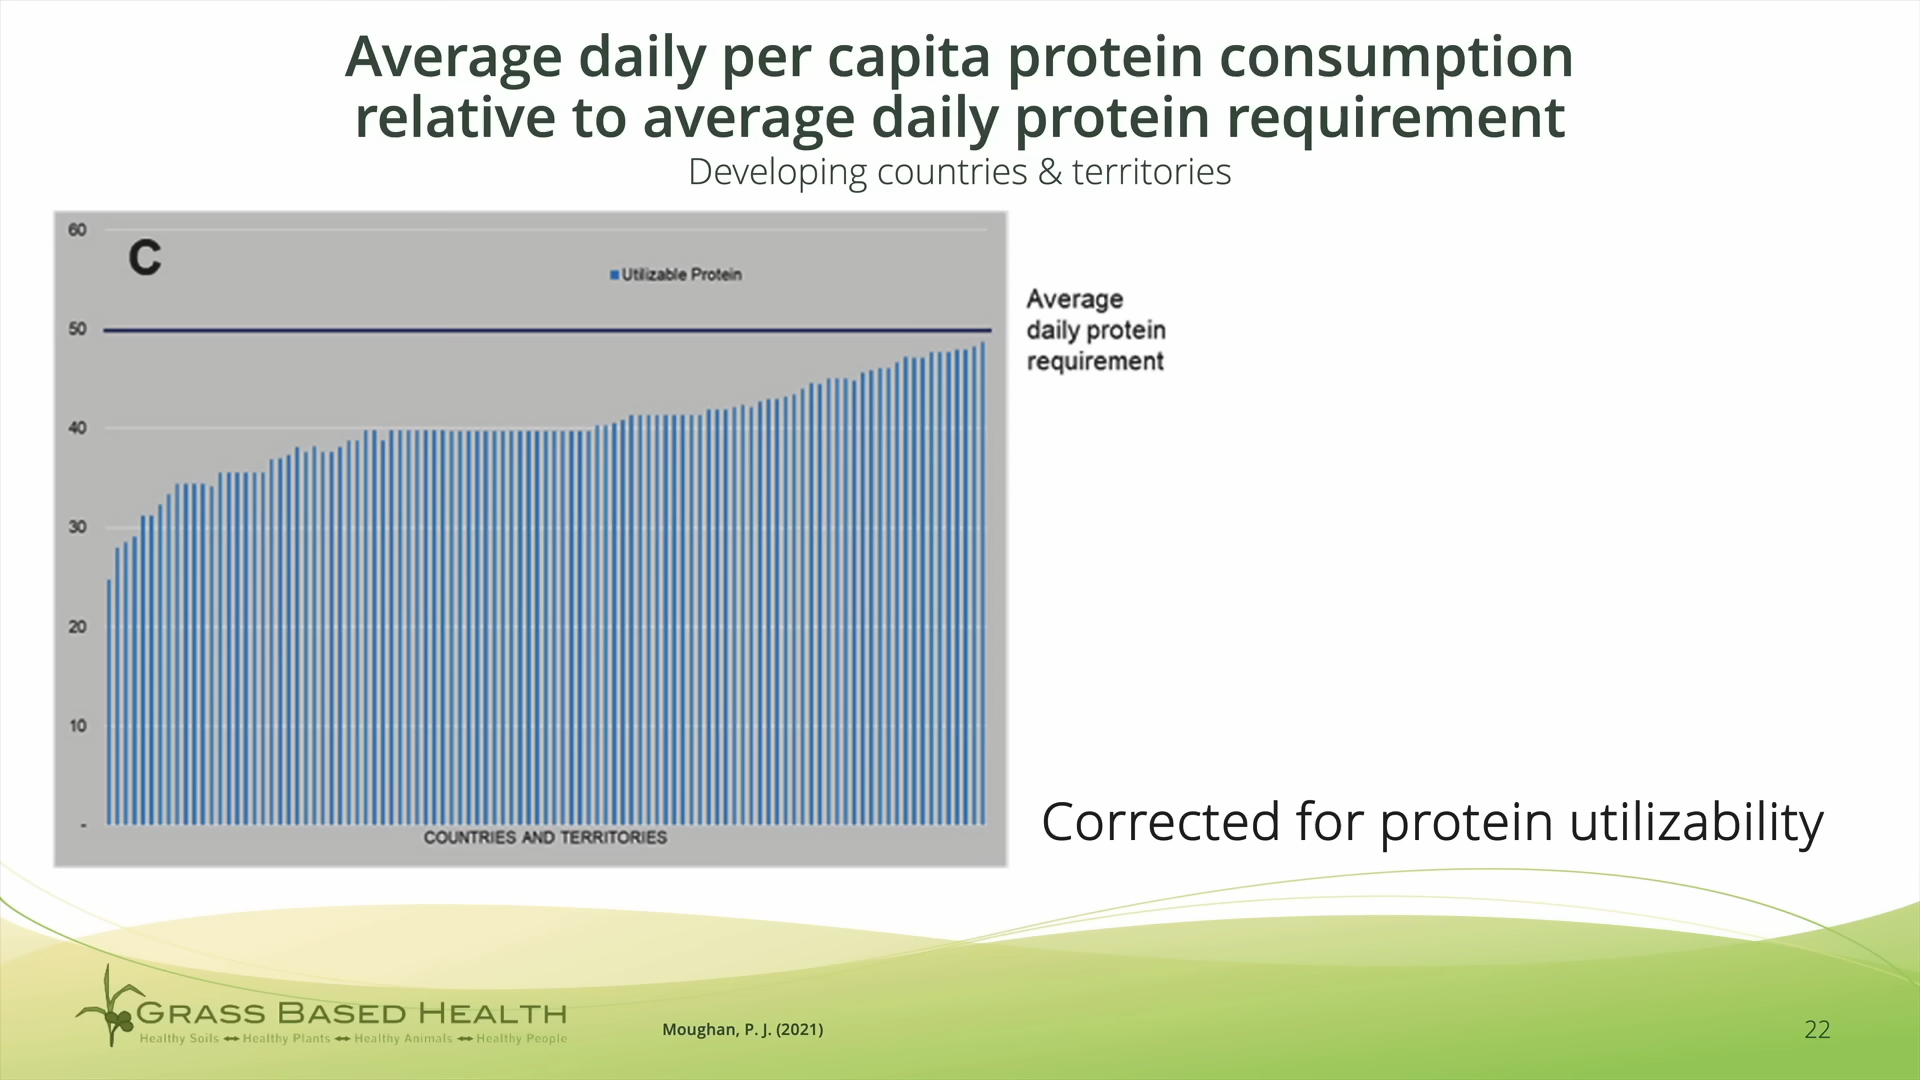 Average daily per capita protein consumption
relative to average daily protein requirement
Developing countries & territories
60
C
Utilizable Protein
50
40
30
20
10
-
COUNTRIES AND TERRITORIES
Average
daily protein
requirement
Corrected for protein utilizability
GRASS BASED HEALTH
Healthy Soils ⬌ Healthy Plants ⬌ Healthy Animals ⬌ Healthy People
Moughan, P. J. (2021)
22